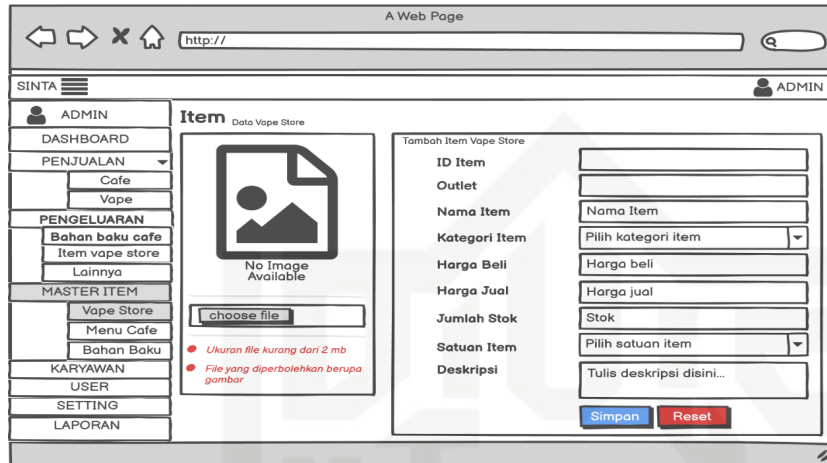 A Web Page
http://
SINTA
ADMIN
ADMIN
DASHBOARD
PENJUALAN
Cafe
Vape
PENGELUARAN
Bahan baku cafe
Item vape store
Lainnya
MASTER ITEM
Vape Store
Menu Cafe
Bahan Baku
KARYAWAN
USER
SETTING
LAPORAN
Item Data Vape Store
No Image
Available
choose file
Ukuran file kurang dari 2 mb
File yang diperbolehkan berupa
gambar
Tambah Item Vape Store
ID Item
Outlet
Nama Item Nama Item
Kategori Item Pilih kategori item
Harga Beli Harga beli
Harga Jual Harga jual
Jumlah Stok Stok
Satuan Item Pilih satuan item
Deskripsi Tulis deskripsi disini...
Simpan Reset